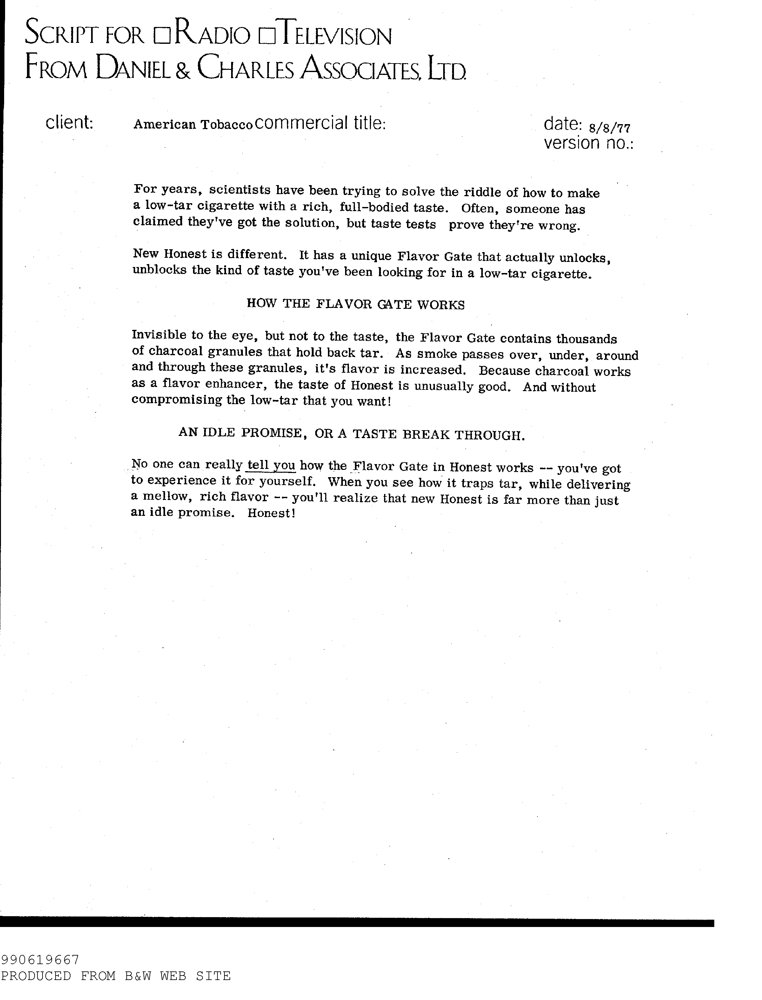 SCRIPT FOR □ RADIO □ TELEVISION
FROM DANIEL & CHARLES ASSOCIATES, LTD.
client: American Tobacco commercial title: date: 8/8/77
version no.:
For years, scientists have been trying to solve the riddle of how to make
a low-tar cigarette with a rich, full-bodied taste. Often, someone has
claimed they've got the solution, but taste tests prove they're wrong.
New Honest is different. It has a unique Flavor Gate that actually unlocks,
unblocks the kind of taste you've been looking for in a low-tar cigarette.
HOW THE FLAVOR GATE WORKS
Invisible to the eye, but not to the taste, the Flavor Gate contains thousands
of charcoal granules that hold back tar. As smoke passes over, under, around
and through these granules, it's flavor is increased. Because charcoal works
as a flavor enhancer, the taste of Honest is unusually good. And without
compromising the low-tar that you want!
AN IDLE PROMISE, OR A TASTE BREAK THROUGH.
No one can really tell you how the Flavor Gate in Honest works -- you've got
to experience it for yourself. When you see how it traps tar, while delivering
a mellow, rich flavor -- you'll realize that new Honest is far more than just
an idle promise. Honest!
990619667
PRODUCED FROM B&W WEB SITE